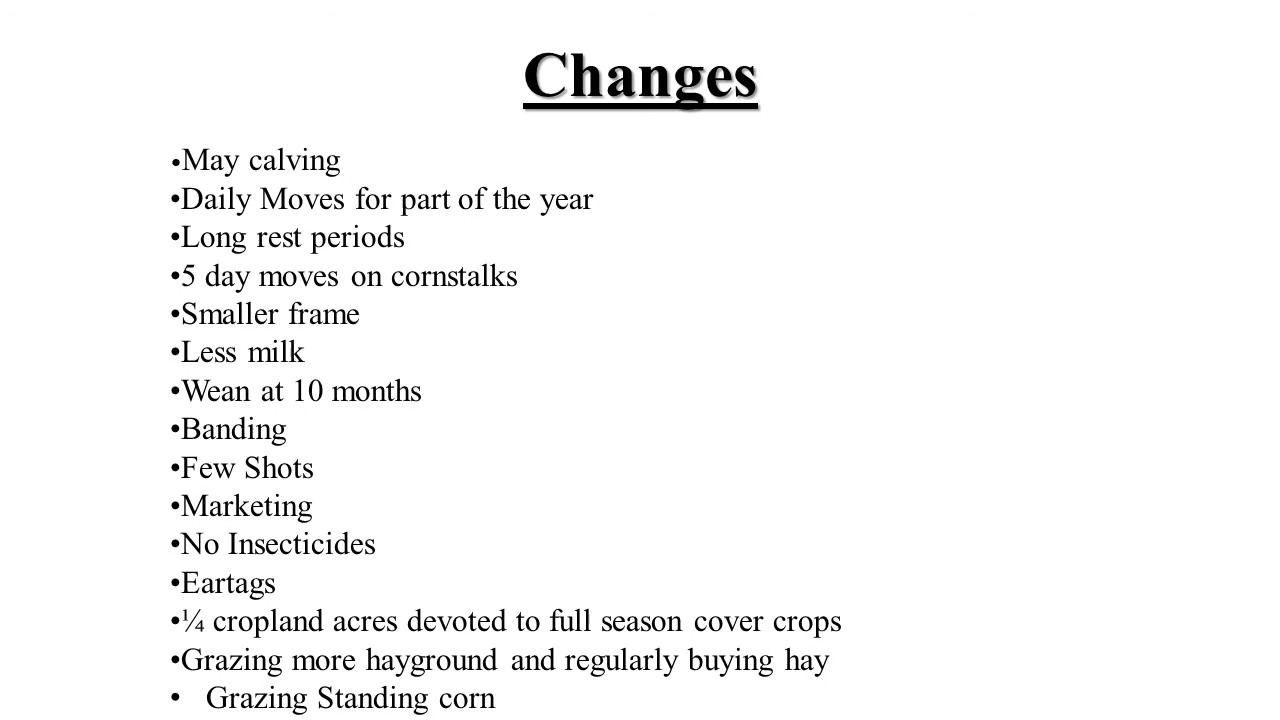 Changes
•May calving
•Daily Moves for part of the year
•Long rest periods
•5 day moves on cornstalks
•Smaller frame
•Less milk
•Wean at 10 months
•Banding
•Few Shots
•Marketing
•No Insecticides
•Eartags
•¼ cropland acres devoted to full season cover crops
•Grazing more hayground and regularly buying hay
• Grazing Standing corn